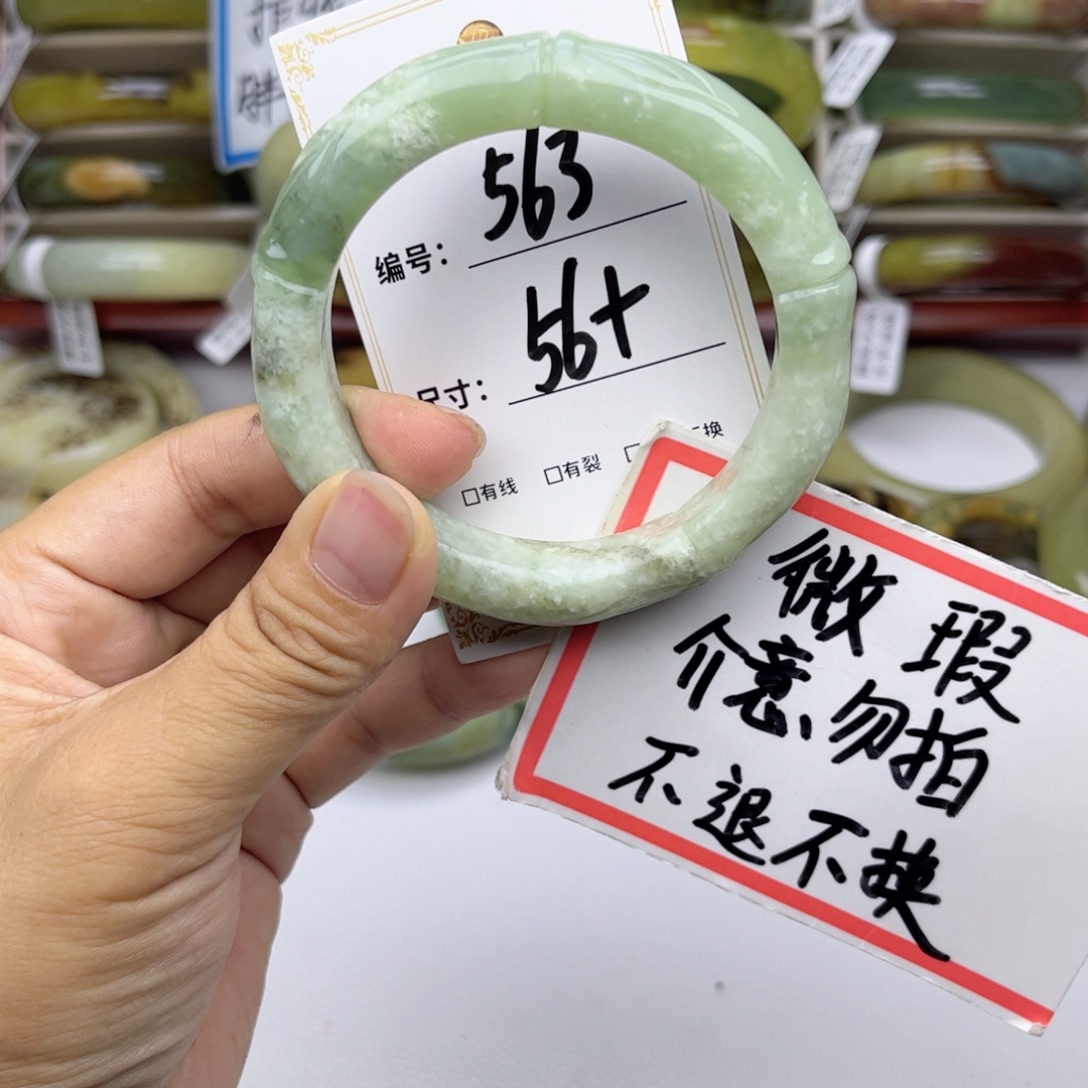 编号：563
尺寸：56+
□有线 □有裂
换
微瑕
介意勿拍
不退不换